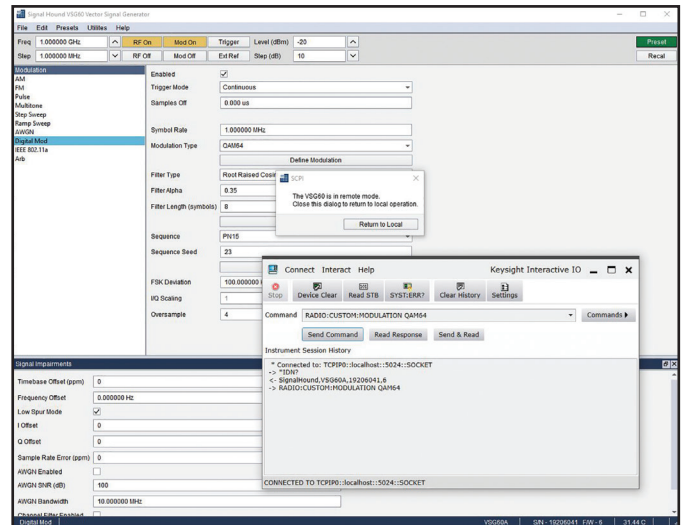 Signal Hound VSG60 Vector Signal Generator
File Edit Presets Utilities Help
Freq 1.000000 GHz RF On Mod On Trigger Level (dBm) -20 Preset
Step 1.000000 MHz RF Off Mod Off Ext Ref Step (dB) 10 Recal
Modulation
AM
FM
Pulse
Multitone
Step Sweep
Ramp Sweep
AWGN
Digital Mod
IEEE 802.11a
Arb
Enabled
Trigger Mode Continuous
Samples Off 0.000 us
Symbol Rate 1.000000 MHz
Modulation Type QAM64
Define Modulation
Filter Type Root Raised
Filter Alpha 0.35
Filter Length (symbols) 8
Sequence PN15
Sequence Seed 23
FSK Deviation 100.000000
I/Q Scaling 1
Oversample 4
SCPI
The VSG60 is in remote mode.
Close this dialog to return to local operation.
Return to Local
Connect Interact Help Keysight Interactive IO
Stop Device Clear Read STB SYST:ERR? Clear History Settings
Command RADIO:CUSTOM:MODULATION QAM64 Commands
Send Command Read Response Send & Read
Instrument Session History
* Connected to: TCPIP0::localhost::5024::SOCKET
-> *IDN?
<- SignalHound,VSG60A,19206041,6
-> RADIO:CUSTOM:MODULATION QAM64
CONNECTED TO TCPIP0::localhost::5024::SOCKET
Signal Impairments
Timebase Offset (ppm) 0
Frequency Offset 0.000000 Hz
Low Spur Mode
I Offset 0
Q Offset 0
Sample Rate Error (ppm) 0
AWGN Enabled
AWGN SNR (dB) 100
AWGN Bandwidth 10.000000 MHz
Channel Filter Enabled
Digital Mod VSG60A S/N - 19206041 F/W - 6 31.44 C